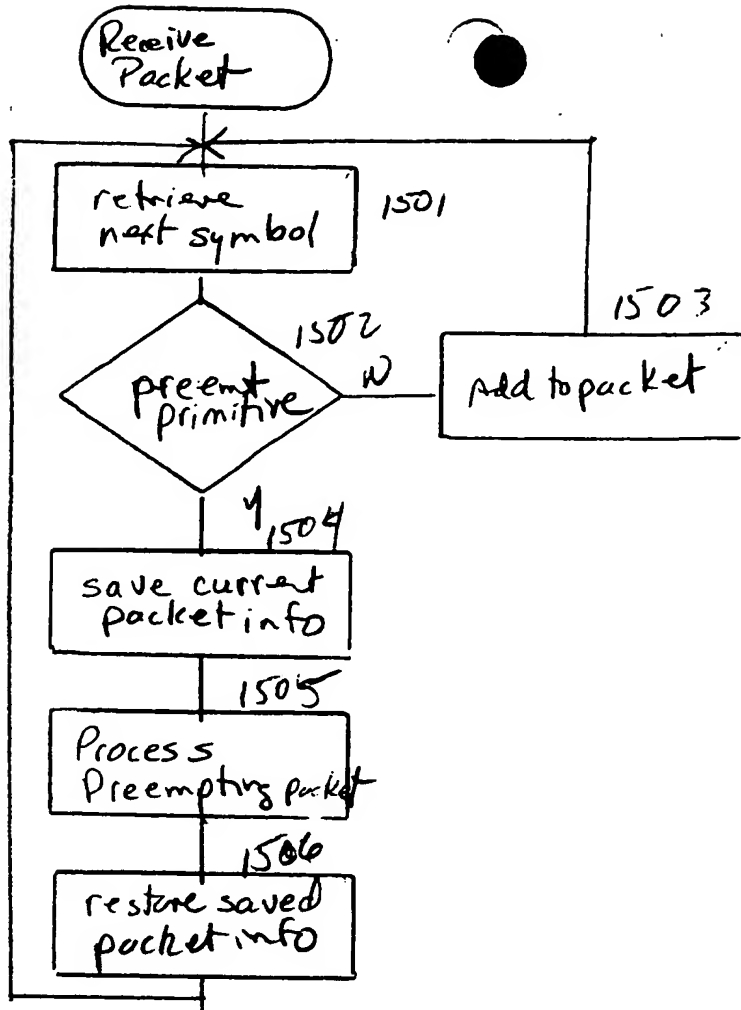 Receive
Packet
retrieve
next symbol
1501
1502
preemt
primitive
N
1503
Add to packet
Y
1504
save current
packet info
1505
Process
Preempting packet
1506
restore saved
packet info